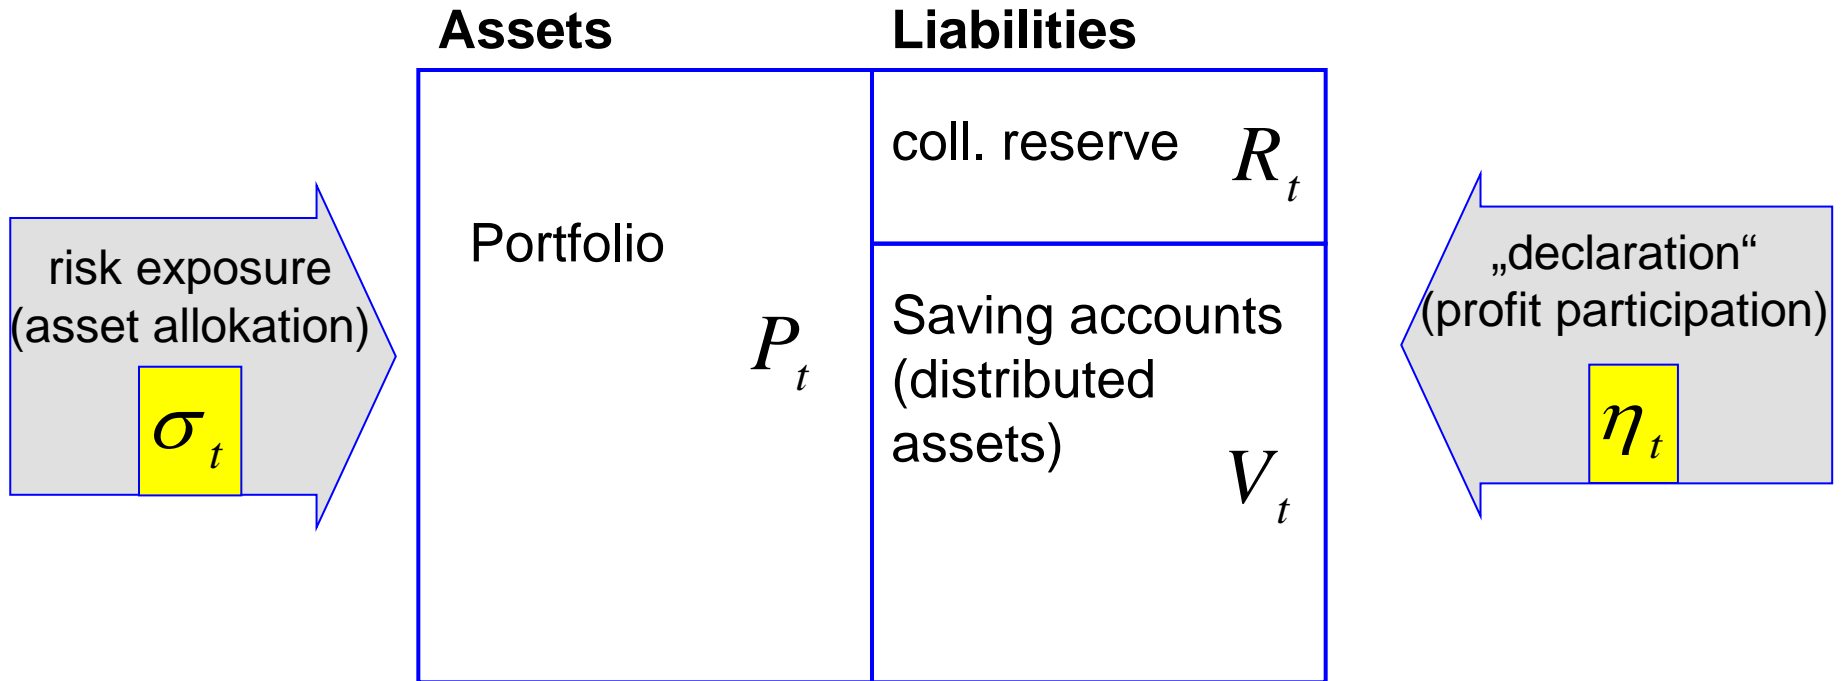 Assets
Liabilities
risk exposure
(asset allokation)
σ_t
Portfolio
P_t
coll. reserve R_t
Saving accounts
(distributed
assets)
V_t
„declaration“
(profit participation)
η_t